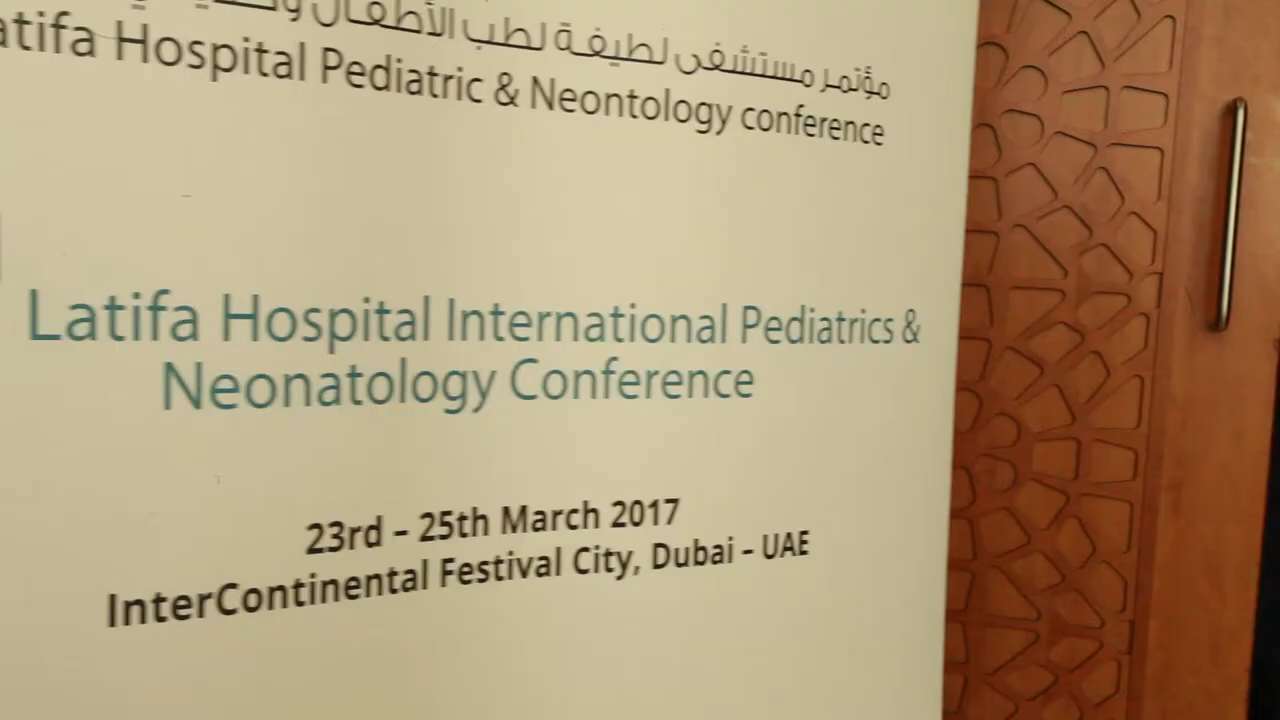 مؤتمر مستشفى لطيفة لطب الأطفال
Hospital Pediatric & Neontology conference
Latifa Hospital International Pediatrics &
Neonatology Conference
23rd – 25th March 2017
InterContinental Festival City, Dubai – UAE